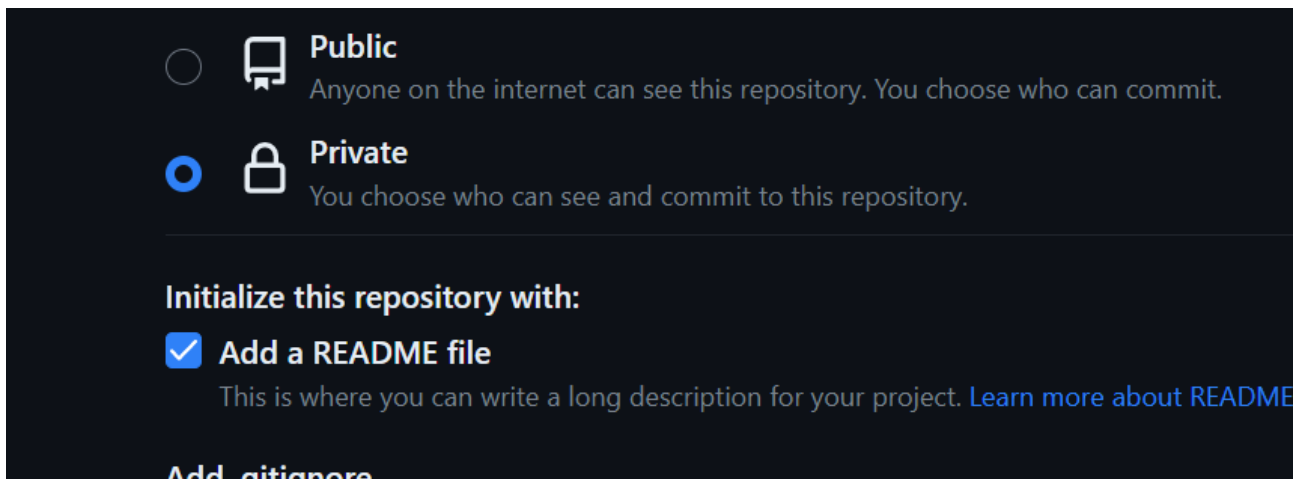 Public
Anyone on the internet can see this repository. You choose who can commit.
Private
You choose who can see and commit to this repository.
Initialize this repository with:
Add a README file
This is where you can write a long description for your project. Learn more about README
Add .gitignore